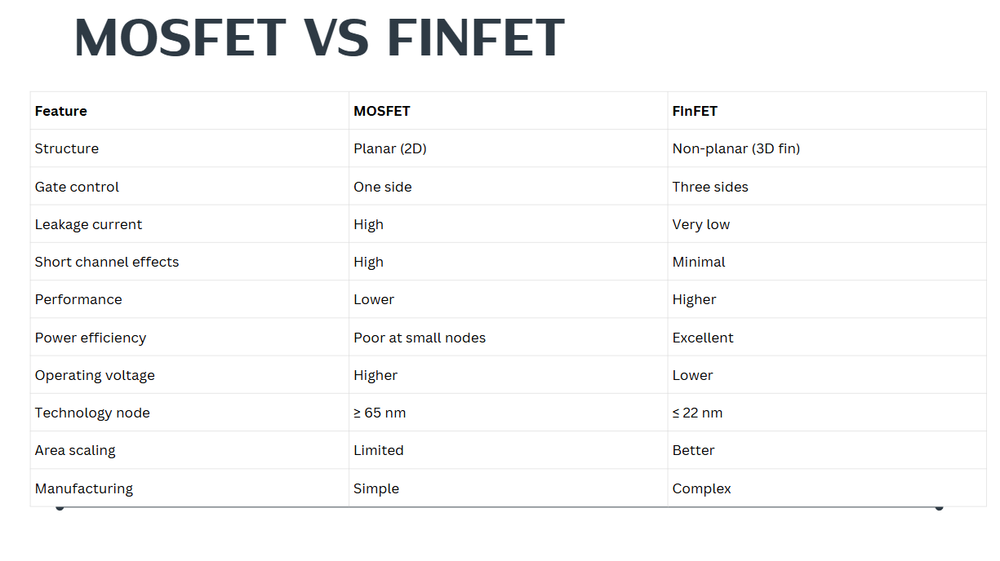 MOSFET VS FINFET
Feature MOSFET FinFET
Structure Planar (2D) Non-planar (3D fin)
Gate control One side Three sides
Leakage current High Very low
Short channel effects High Minimal
Performance Lower Higher
Power efficiency Poor at small nodes Excellent
Operating voltage Higher Lower
Technology node ≥ 65 nm ≤ 22 nm
Area scaling Limited Better
Manufacturing Simple Complex